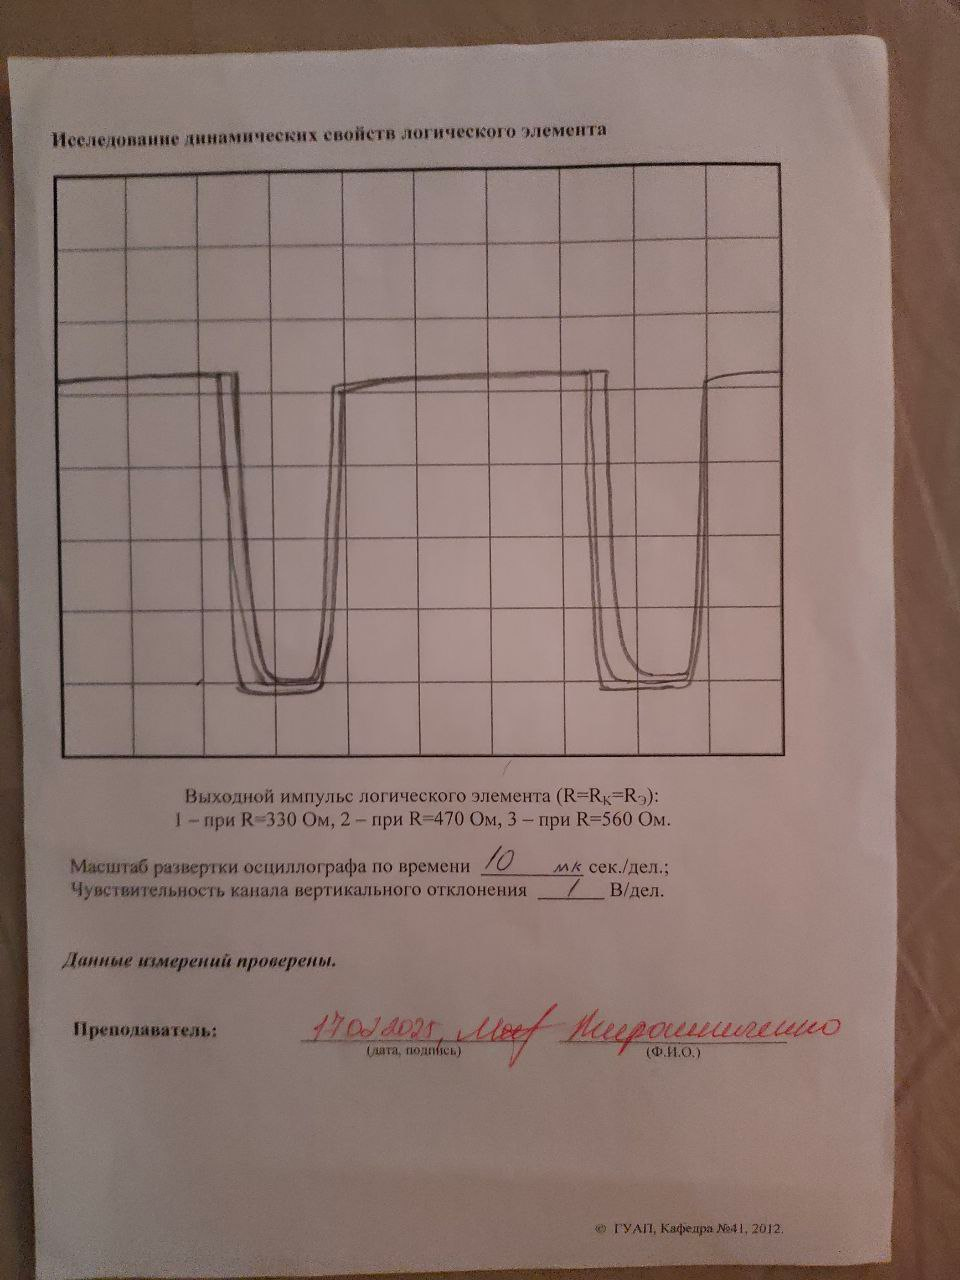 Исследование динамических свойств логического элемента
Выходной импульс логического элемента (R=RК=RЭ):
1 – при R=330 Ом, 2 – при R=470 Ом, 3 – при R=560 Ом.
Масштаб развертки осциллографа по времени 10 мк сек./дел.;
Чувствительность канала вертикального отклонения 1 В/дел.
Данные измерений проверены.
Преподаватель: 17.02.2025,
(дата, подпись) (Ф.И.О.)
© ГУАП, Кафедра №41, 2012.